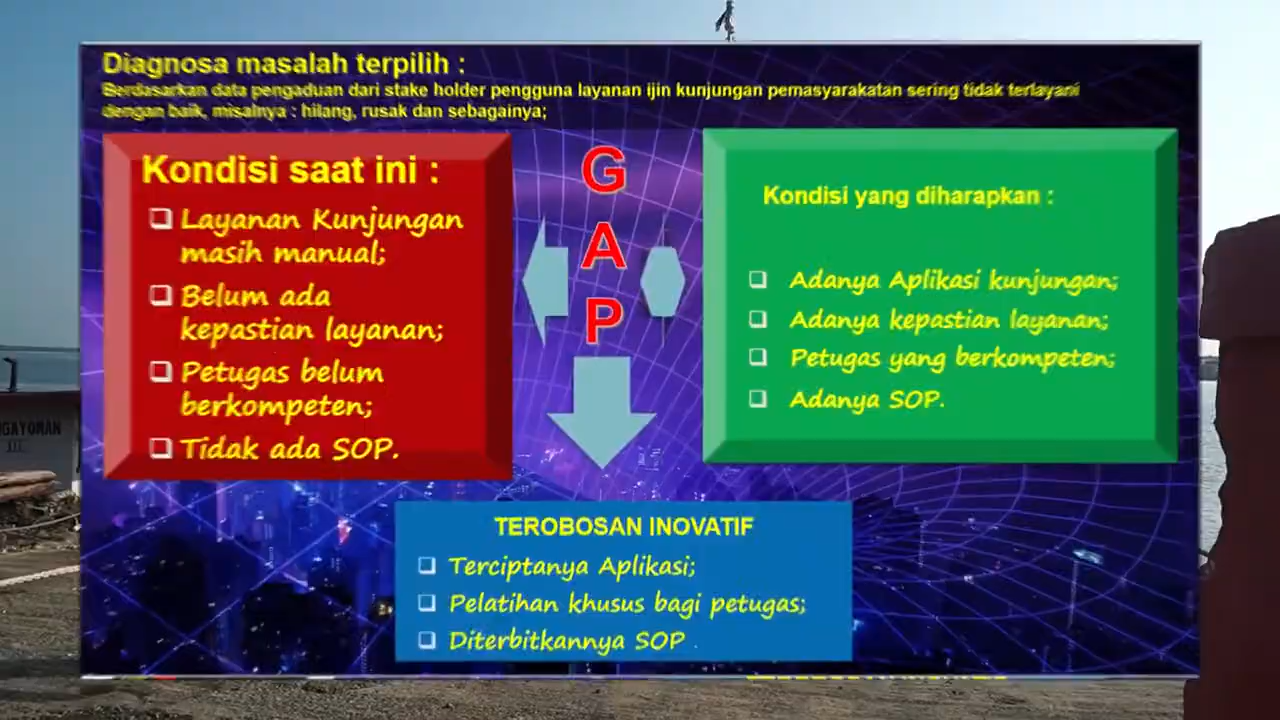 Diagnosa masalah terpilih :
Berdasarkan data pengaduan dari stake holder pengguna layanan ijin kunjungan pemasyarakatan sering tidak terlayani
dengan baik, misalnya : hilang, rusak dan sebagainya;
Kondisi saat ini :
❑ Layanan Kunjungan
masih manual;
❑ Belum ada
kepastian layanan;
❑ Petugas belum
berkompeten;
❑ Tidak ada SOP.
G
A
P
Kondisi yang diharapkan :
❑ Adanya Aplikasi kunjungan;
❑ Adanya kepastian layanan;
❑ Petugas yang berkompeten;
❑ Adanya SOP.
TEROBOSAN INOVATIF
❑ Terciptanya Aplikasi;
❑ Pelatihan khusus bagi petugas;
❑ Diterbitkannya SOP